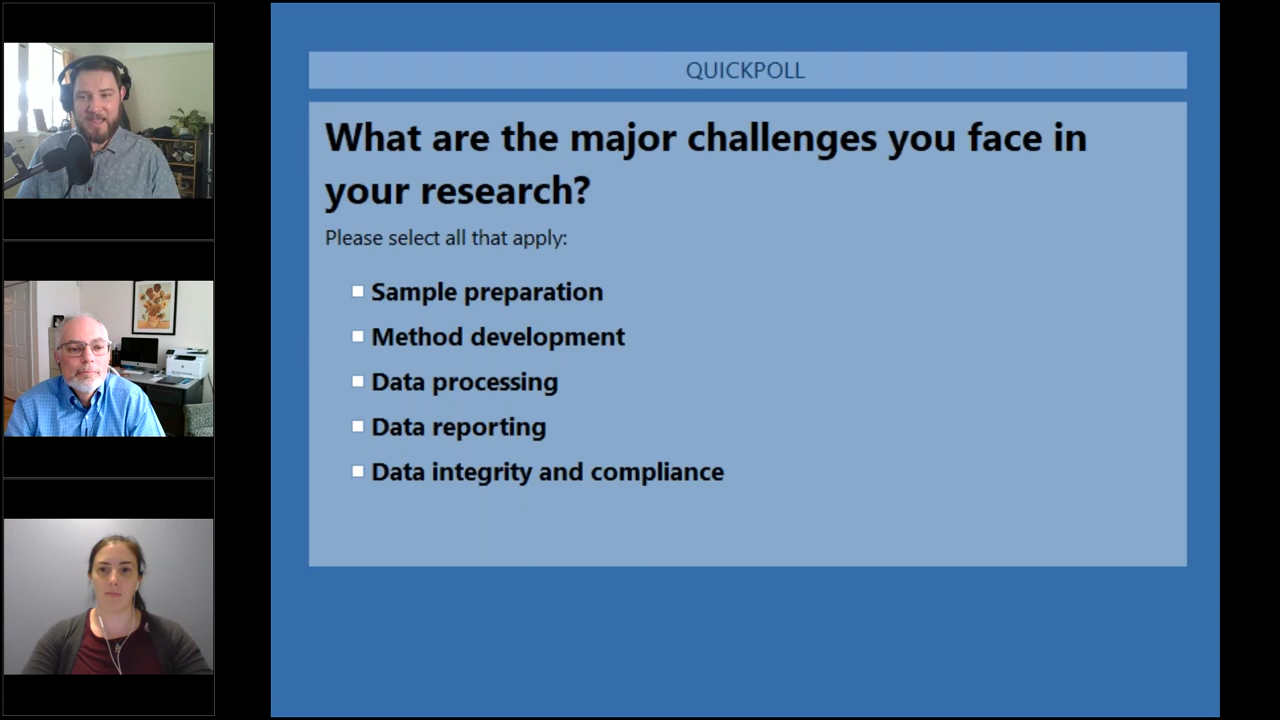 QUICKPOLL
What are the major challenges you face in
your research?
Please select all that apply:
Sample preparation
Method development
Data processing
Data reporting
Data integrity and compliance